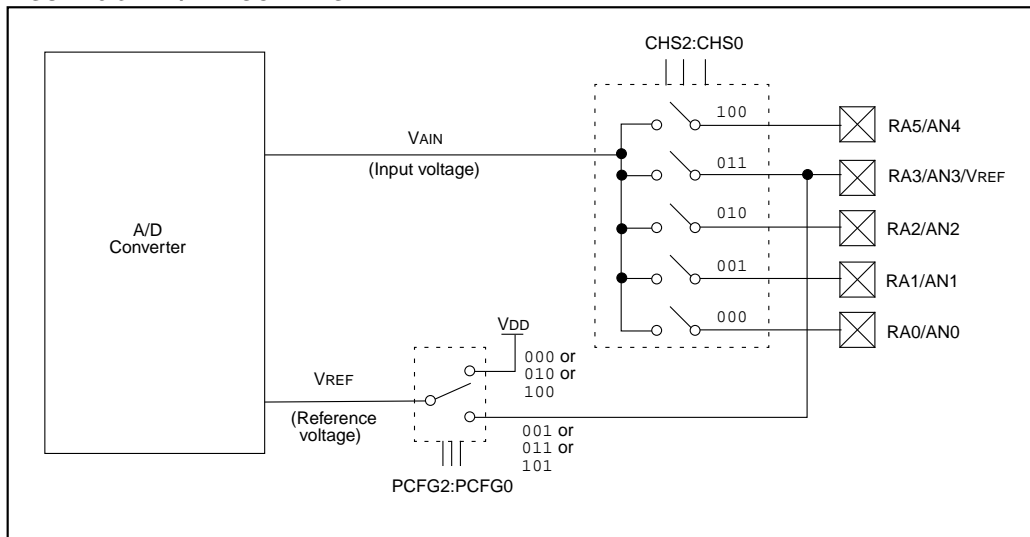 CHS2:CHS0
100
RA5/AN4
VAIN
(Input voltage)
011
RA3/AN3/VREF
A/D
Converter
010
RA2/AN2
001
RA1/AN1
000
RA0/AN0
VDD
000 or
010 or
100
VREF
(Reference
voltage)
001 or
011 or
101
PCFG2:PCFG0